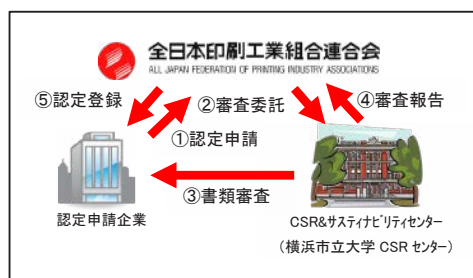 全日本印刷工業組合連合会
ALL JAPAN FEDERATION OF PRINTING INDUSTRY ASSOCIATIONS
⑤認定登録
②審査委託
④審査報告
①認定申請
③書類審査
認定申請企業
CSR&サスティナビリティセンター
（横浜市立大学 CSR センター）